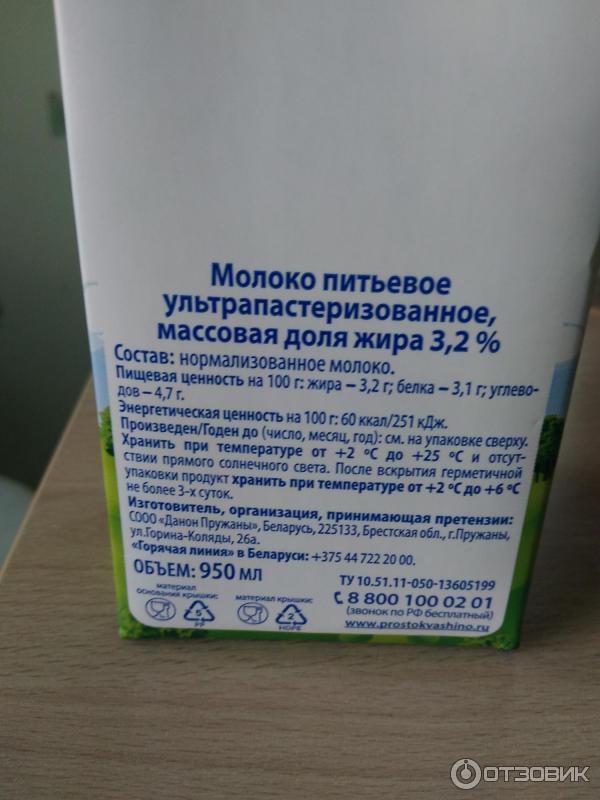 Молоко питьевое
ультрапастеризованное,
массовая доля жира 3,2 %
Состав: нормализованное молоко.
Пищевая ценность на 100 г: жира – 3,2 г; белка – 3,1 г; углево-
дов – 4,7 г.
Энергетическая ценность на 100 г: 60 ккал/251 кДж.
Произведен/Годен до (число, месяц, год): см. на упаковке сверху.
Хранить при температуре от +2 °С до +25 °С и отсут-
ствии прямого солнечного света. После вскрытия герметичной
упаковки продукт хранить при температуре от +2 °С до +6 °С
не более 3-х суток.
Изготовитель, организация, принимающая претензии:
СООО «Данон Пружаны», Беларусь, 225133, Брестская обл., г.Пружаны,
ул.Горина-Коляды, 26а.
«Горячая линия» в Беларуси: +375 44 722 20 00.
ОБЪЕМ: 950 МЛ
ТУ 10.51.11-050-13605199
материал
основания крышки:
5
PP
материал крышки:
2
HDPE
8 800 100 02 01
(звонок по РФ бесплатный)
www.prostokvashino.ru
ОТЗОВИК